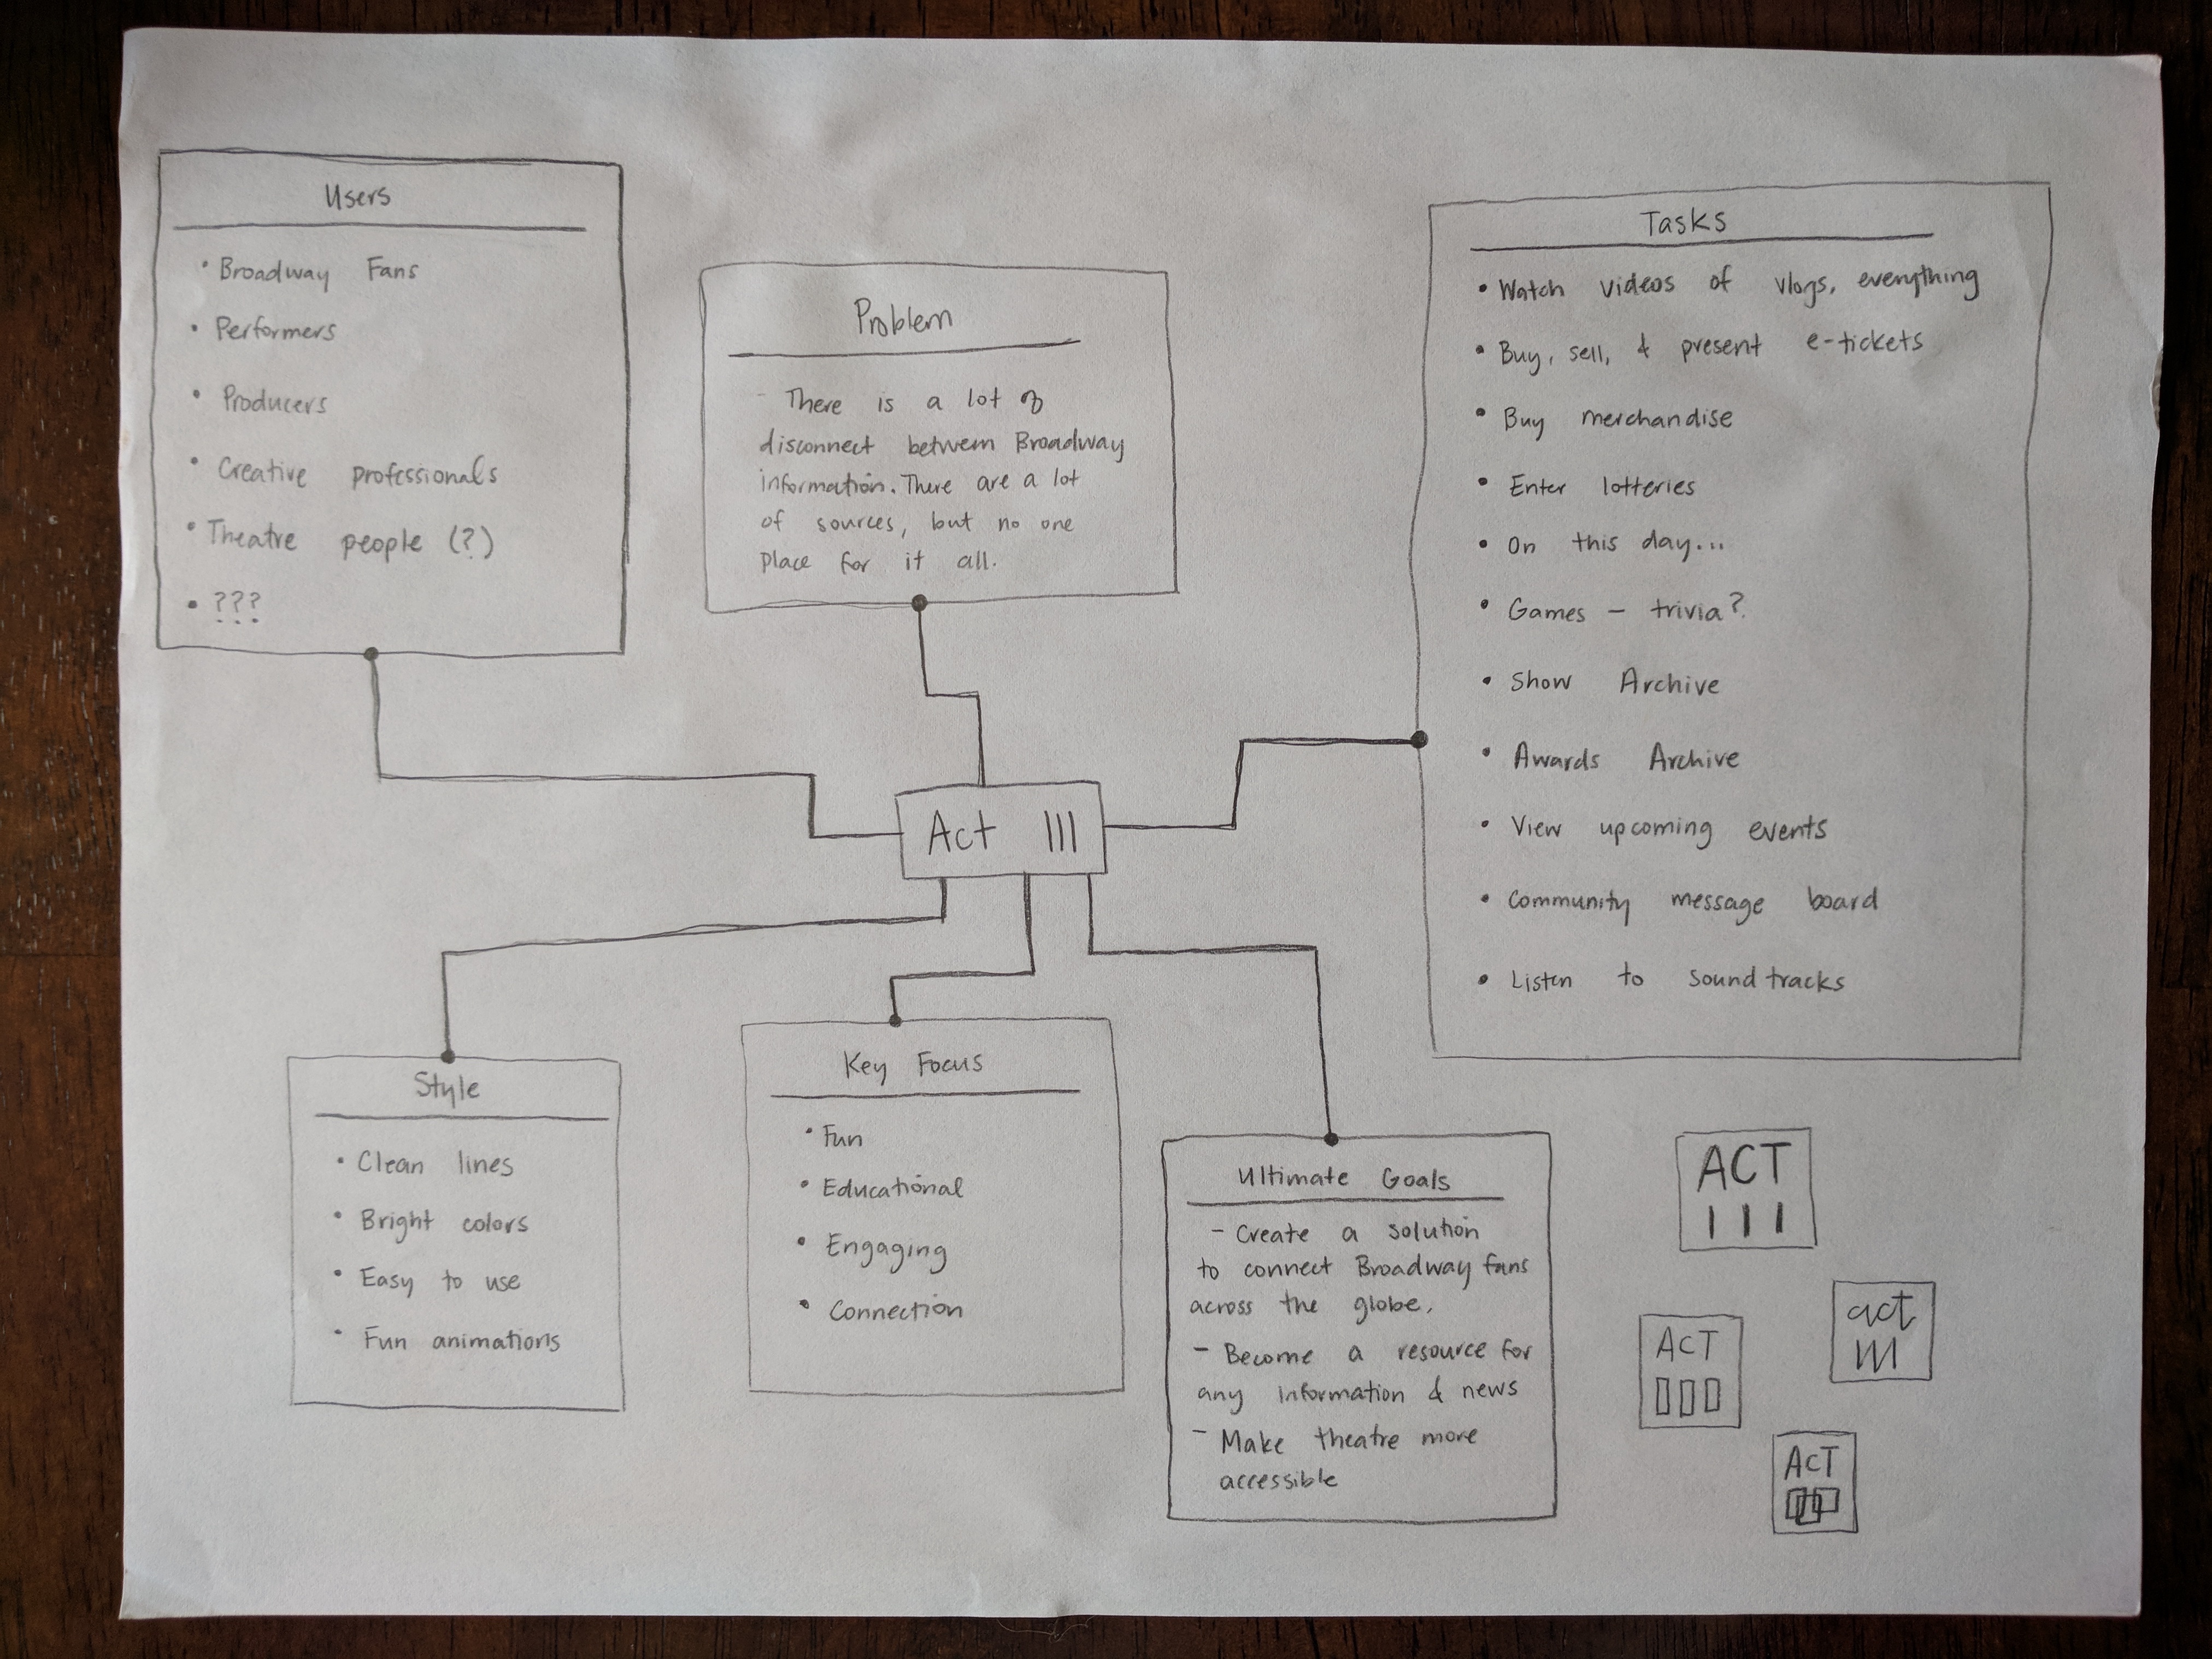 Users
• Broadway Fans
• Performers
• Producers
• Creative professionals
• Theatre people (?)
• ???
Problem
- There is a lot of
disconnect between Broadway
information. There are a lot
of sources, but no one
place for it all.
Tasks
• Watch videos of vlogs, everything
• Buy, sell, & present e-tickets
• Buy merchandise
• Enter lotteries
• On this day...
• Games - trivia?
• Show Archive
• Awards Archive
• View upcoming events
• Community message board
• Listen to soundtracks
Act III
Style
• Clean lines
• Bright colors
• Easy to use
• Fun animations
Key Focus
• Fun
• Educational
• Engaging
• Connection
Ultimate Goals
- Create a solution
to connect Broadway fans
across the globe.
- Become a resource for
any information & news
- Make theatre more
accessible
ACT
III
act
III
ACT
III
ACT